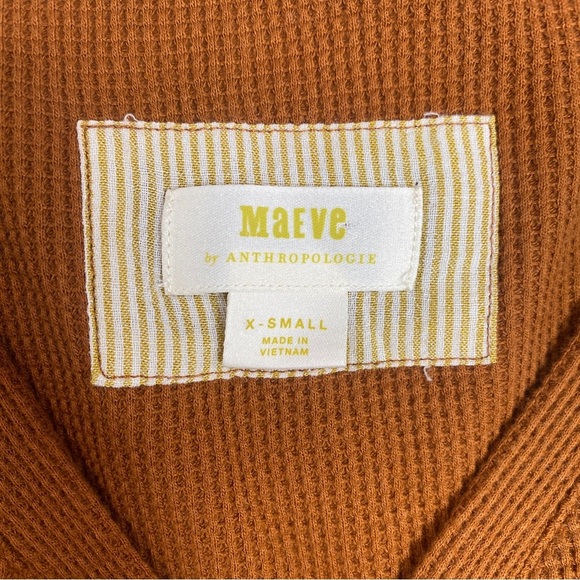 MAEVE
by ANTHROPOLOGIE
X-SMALL
MADE IN
VIETNAM